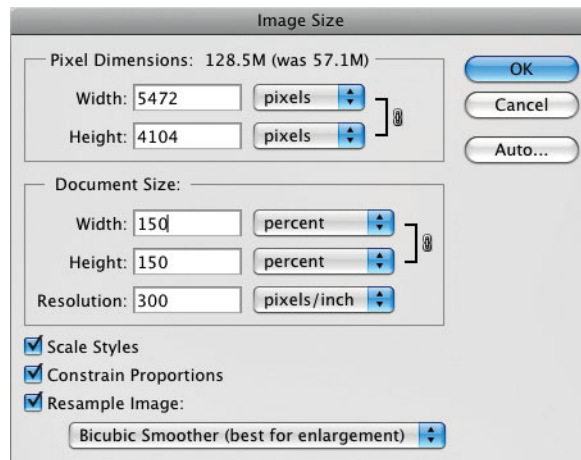 Image Size
Pixel Dimensions: 128.5M (was 57.1M)
Width: 5472 pixels
Height: 4104 pixels
OK
Cancel
Auto...
Document Size:
Width: 150 percent
Height: 150 percent
Resolution: 300 pixels/inch
Scale Styles
Constrain Proportions
Resample Image:
Bicubic Smoother (best for enlargement)